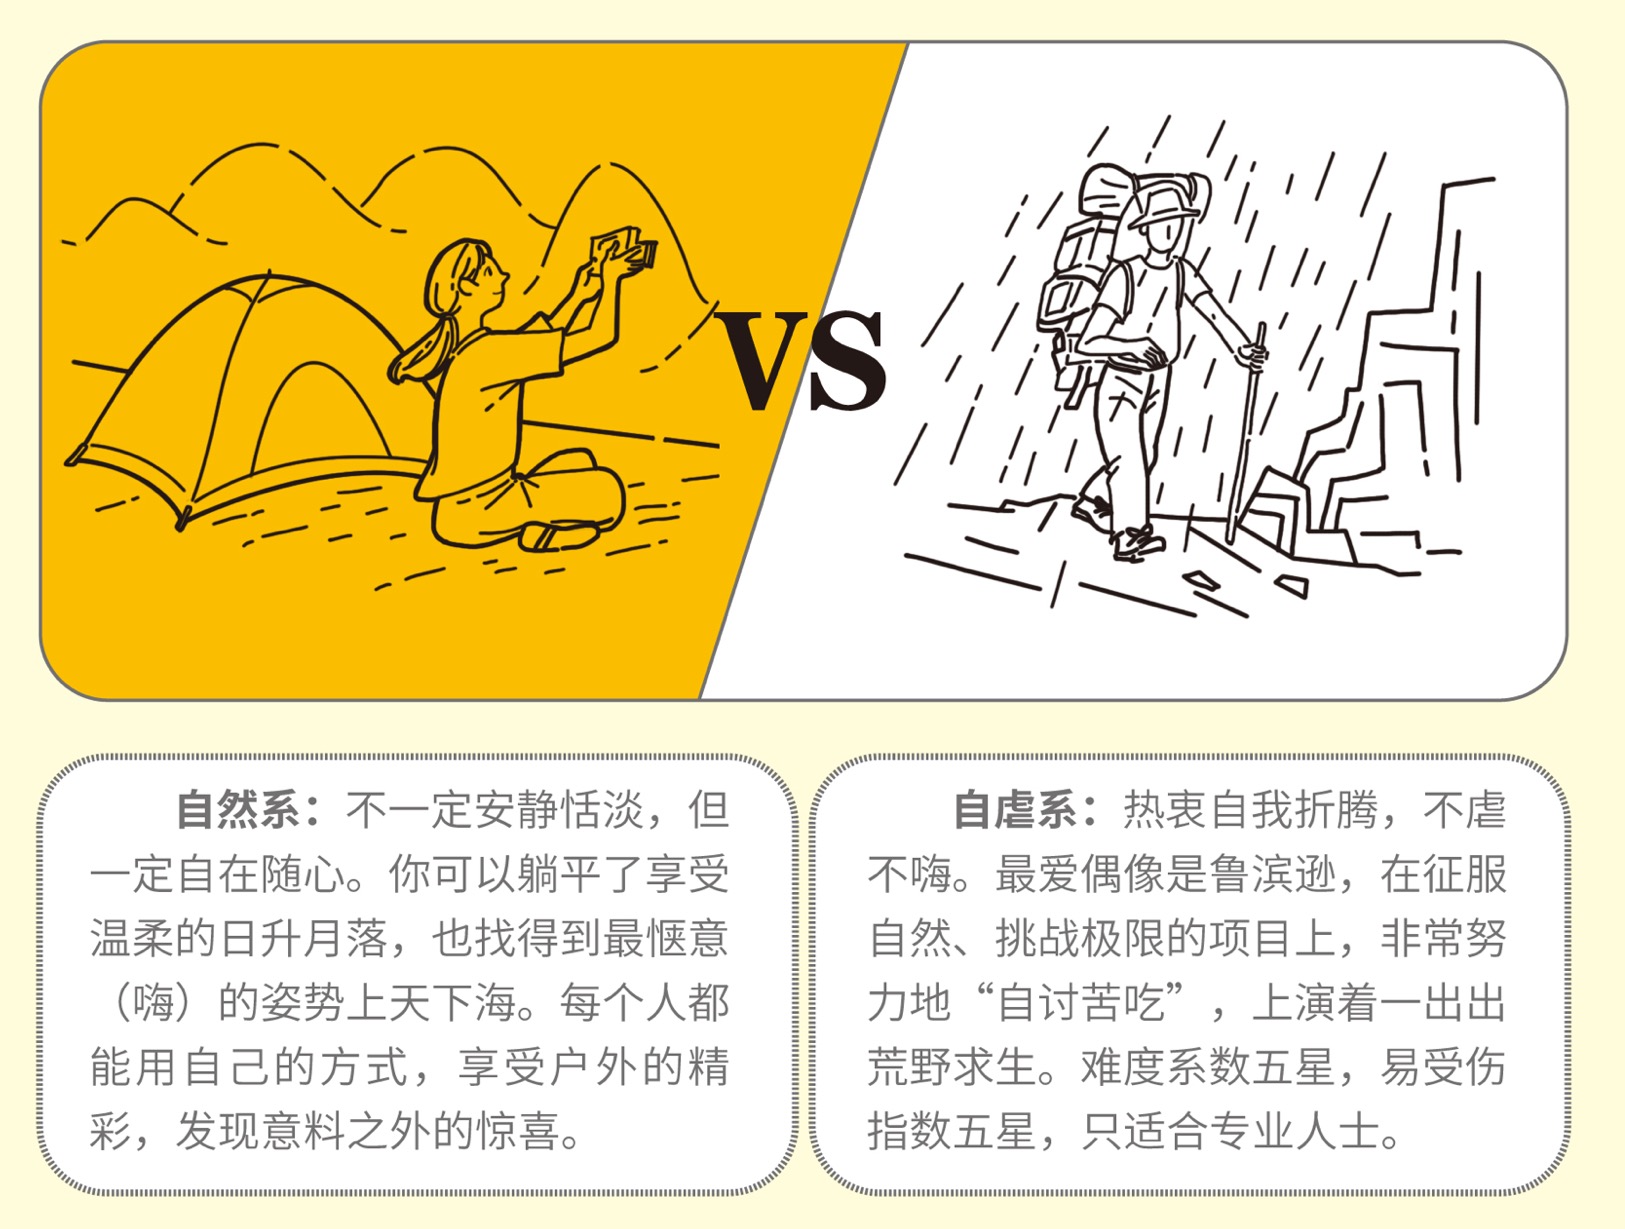 VS
自然系：不一定安静恬淡，但
一定自在随心。你可以躺平了享受
温柔的日升月落，也找得到最惬意
（嗨）的姿势上天下海。每个人都
能用自己的方式，享受户外的精
彩，发现意料之外的惊喜。
自虐系：热衷自我折腾，不虐
不嗨。最爱偶像是鲁滨逊，在征服
自然、挑战极限的项目上，非常努
力地“自讨苦吃”，上演着一出出
荒野求生。难度系数五星，易受伤
指数五星，只适合专业人士。